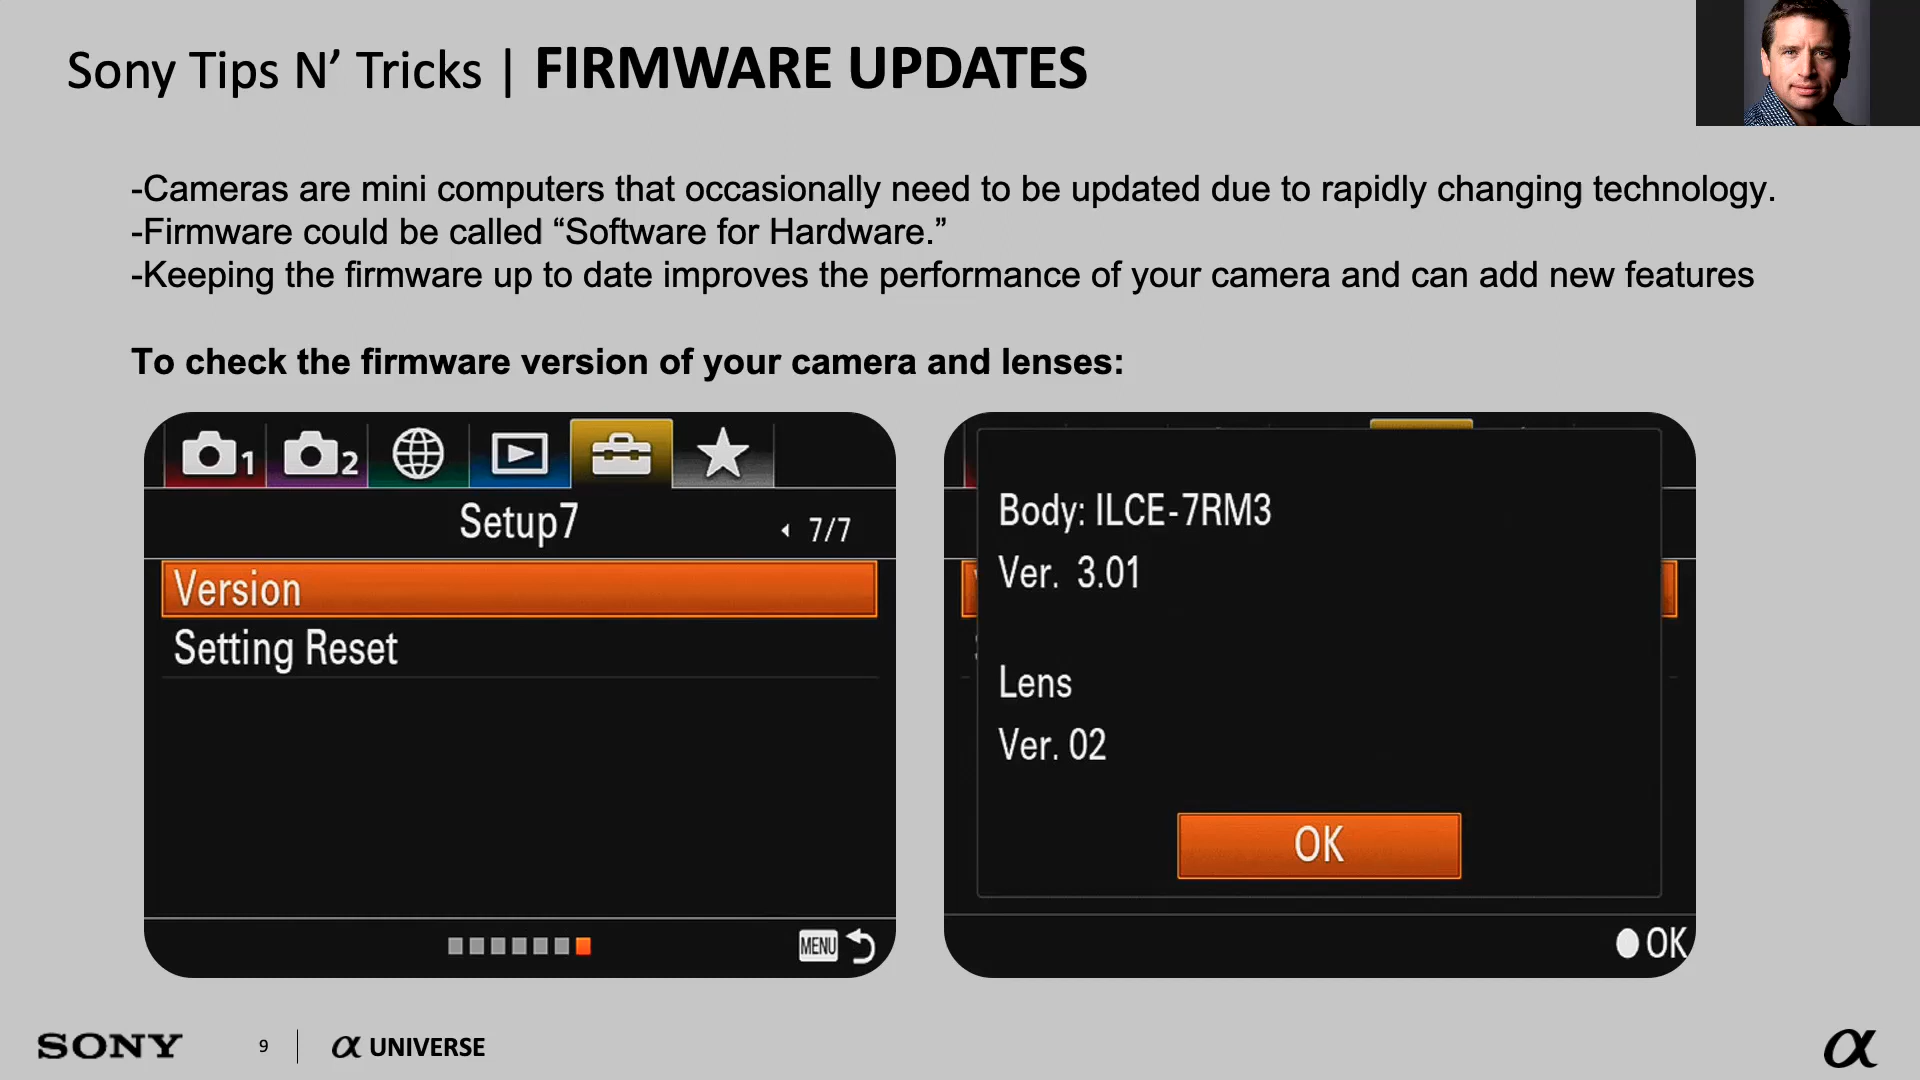 Sony Tips N’ Tricks | FIRMWARE UPDATES
-Cameras are mini computers that occasionally need to be updated due to rapidly changing technology.
-Firmware could be called “Software for Hardware.”
-Keeping the firmware up to date improves the performance of your camera and can add new features
To check the firmware version of your camera and lenses:
1 2
Setup7 7/7
Version
Setting Reset
MENU
Body: ILCE-7RM3
Ver. 3.01
Lens
Ver. 02
OK
OK
SONY 9 α UNIVERSE α